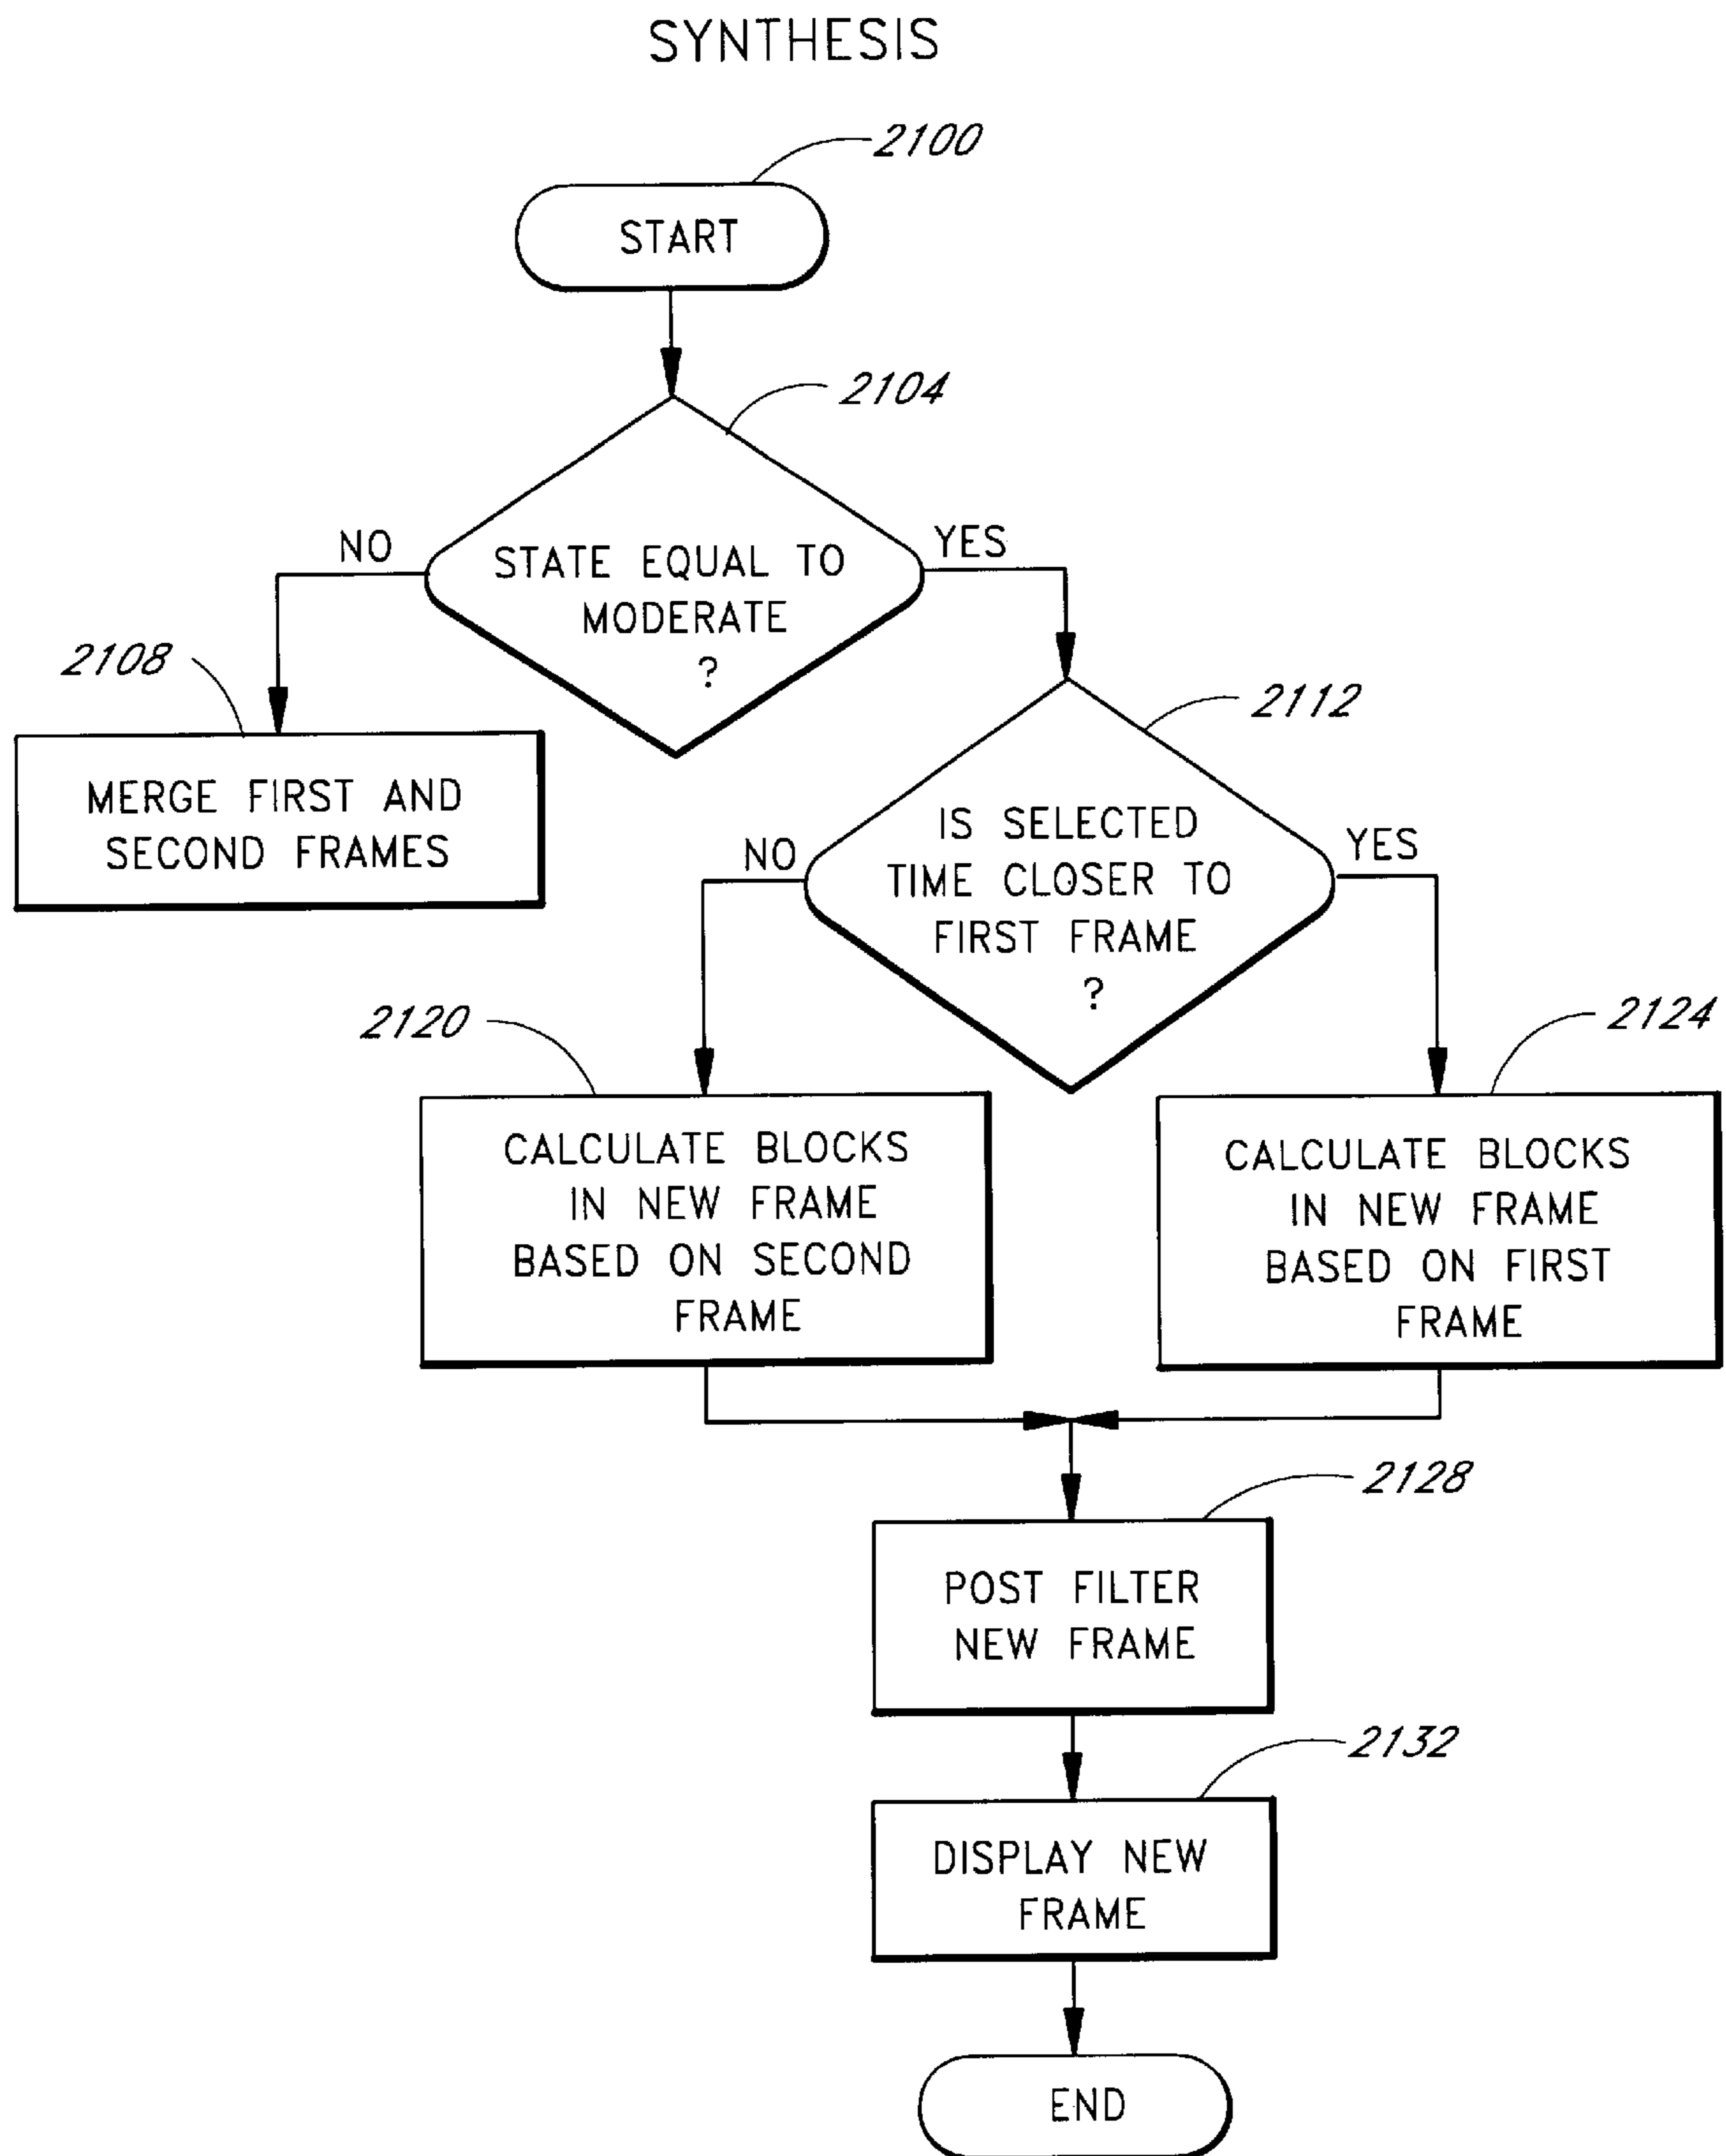 SYNTHESIS
2100
START
2104
NO
YES
STATE EQUAL TO
MODERATE
?
2108
MERGE FIRST AND
SECOND FRAMES
2112
NO
YES
IS SELECTED
TIME CLOSER TO
FIRST FRAME
?
2120
CALCULATE BLOCKS
IN NEW FRAME
BASED ON SECOND
FRAME
2124
CALCULATE BLOCKS
IN NEW FRAME
BASED ON FIRST
FRAME
2128
POST FILTER
NEW FRAME
2132
DISPLAY NEW
FRAME
END